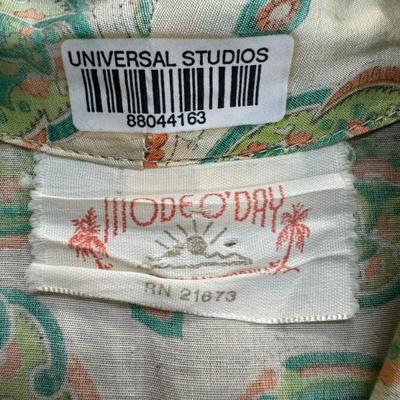 UNIVERSAL STUDIOS
88044163
MODE-O'DAY
RN 21673